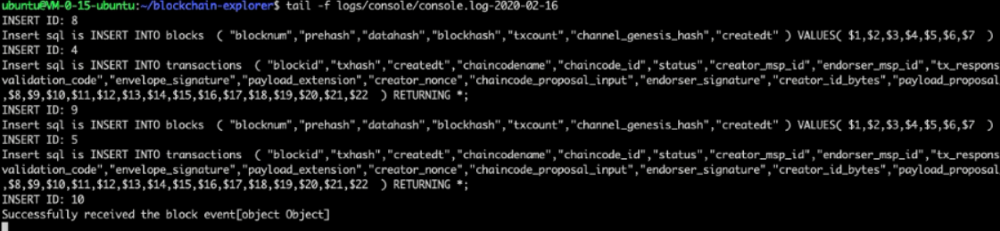 ubuntu@VM-0-15-ubuntu:~/blockchain-explorer$ tail -f logs/console/console.log-2020-02-16
INSERT ID: 8
Insert sql is INSERT INTO blocks  ( "blocknum","prehash","datahash","blockhash","txcount","channel_genesis_hash","createdt" ) VALUES( $1,$2,$3,$4,$5,$6,$7  )
INSERT ID: 4
Insert sql is INSERT INTO transactions  ( "blockid","txhash","createdt","chaincodename","chaincode_id","status","creator_msp_id","endorser_msp_id","tx_respons
validation_code","envelope_signature","payload_extension","creator_nonce","chaincode_proposal_input","endorser_signature","creator_id_bytes","payload_proposal
,$8,$9,$10,$11,$12,$13,$14,$15,$16,$17,$18,$19,$20,$21,$22  ) RETURNING *;
INSERT ID: 9
Insert sql is INSERT INTO blocks  ( "blocknum","prehash","datahash","blockhash","txcount","channel_genesis_hash","createdt" ) VALUES( $1,$2,$3,$4,$5,$6,$7  )
INSERT ID: 5
Insert sql is INSERT INTO transactions  ( "blockid","txhash","createdt","chaincodename","chaincode_id","status","creator_msp_id","endorser_msp_id","tx_respons
validation_code","envelope_signature","payload_extension","creator_nonce","chaincode_proposal_input","endorser_signature","creator_id_bytes","payload_proposal
,$8,$9,$10,$11,$12,$13,$14,$15,$16,$17,$18,$19,$20,$21,$22  ) RETURNING *;
INSERT ID: 10
Successfully received the block event[object Object]